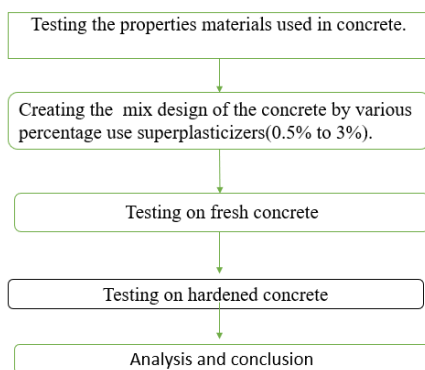 Testing the properties materials used in concrete.
Creating the mix design of the concrete by various
percentage use superplasticizers(0.5% to 3%).
Testing on fresh concrete
Testing on hardened concrete
Analysis and conclusion